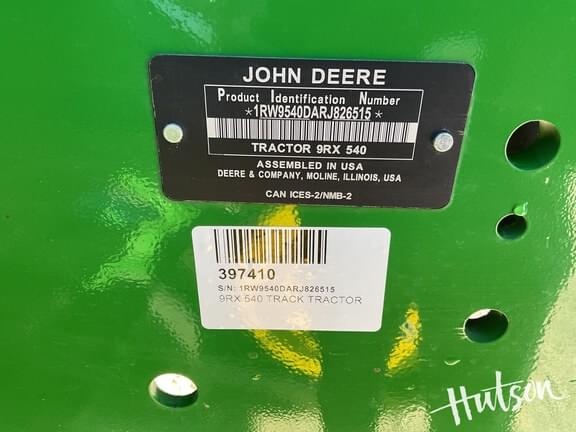 JOHN DEERE
Product Identification Number
*1RW9540DARJ826515*
TRACTOR 9RX 540
ASSEMBLED IN USA
DEERE & COMPANY, MOLINE, ILLINOIS, USA
CAN ICES-2/NMB-2
397410
S/N: 1RW9540DARJ826515
9RX 540 TRACK TRACTOR
Hutson